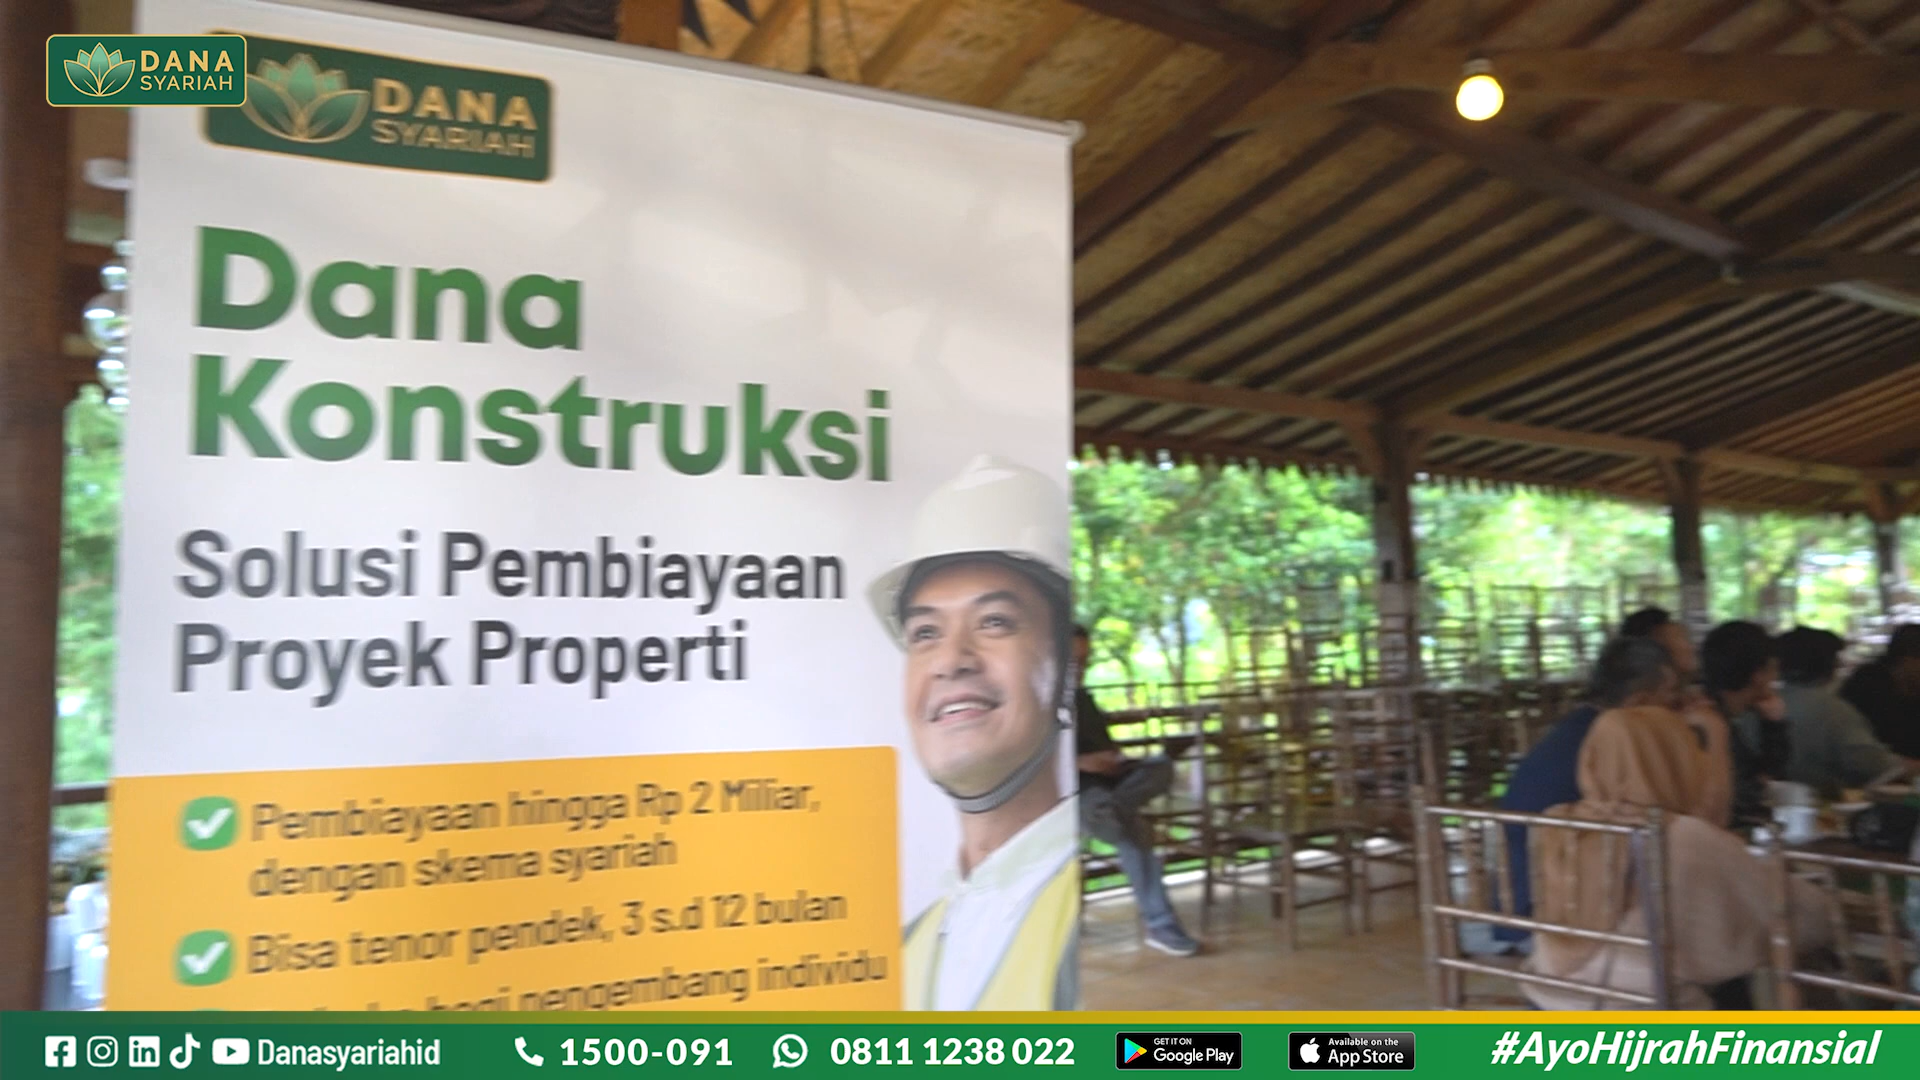 DANA
SYARIAH
DANA
SYARIAH
Dana
Konstruksi
Solusi Pembiayaan
Proyek Properti
Pembiayaan hingga Rp 2 Miliar,
dengan skema syariah
Bisa tenor pendek, 3 s.d 12 bulan
bagi pengembang individu
Danasyariahid
1500-091
0811 1238 022
GET IT ON
Google Play
Available on the
App Store
#AyoHijrahFinansial